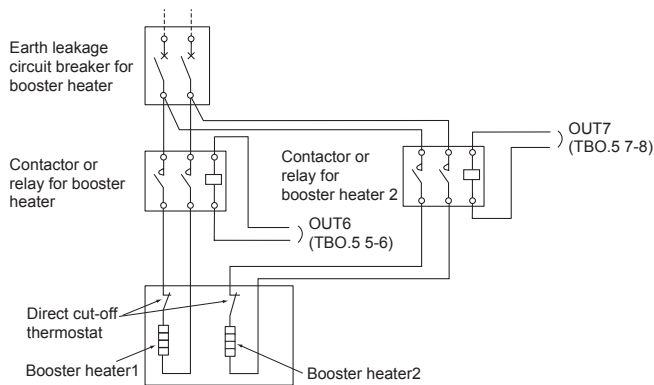 Earth leakage
circuit breaker for
booster heater
OUT7
(TBO.5 7-8)
Contactor or
relay for booster
heater
Contactor or
relay for
booster heater 2
OUT6
(TBO.5 5-6)
Direct cut-off
thermostat
Booster heater1
Booster heater2